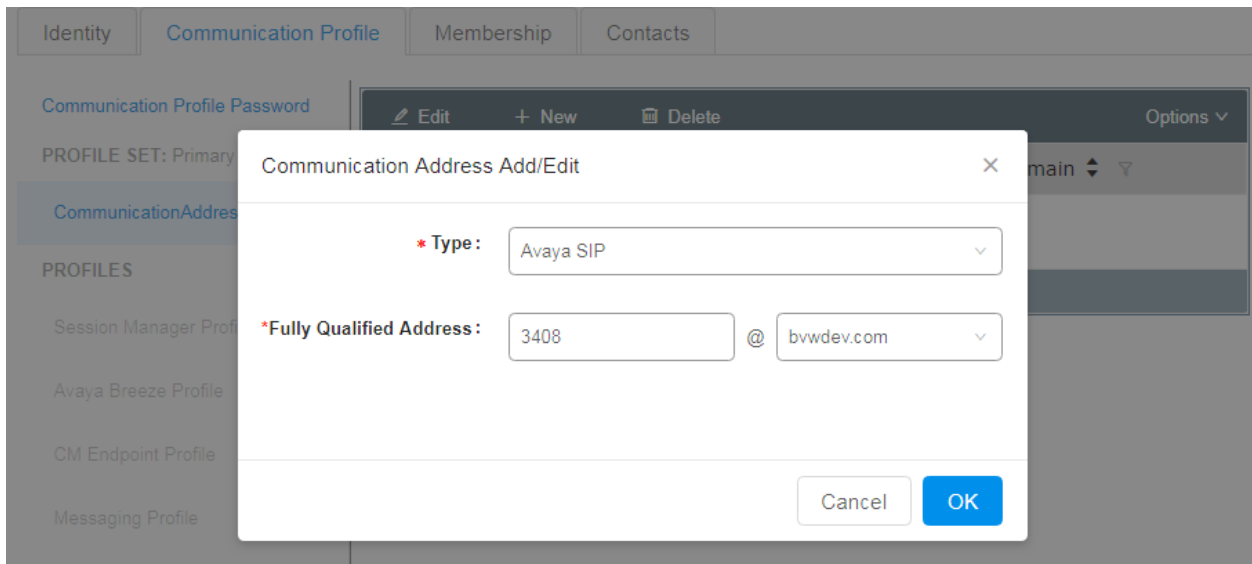 Identity Communication Profile Membership Contacts
Communication Profile Password
Edit + New Delete Options
PROFILE SET: Primary
Communication Address Add/Edit ×
main
CommunicationAddres
* Type: Avaya SIP
PROFILES
Session Manager Profi
*Fully Qualified Address: 3408 @ bvwdev.com
Avaya Breeze Profile
CM Endpoint Profile
Cancel OK
Messaging Profile